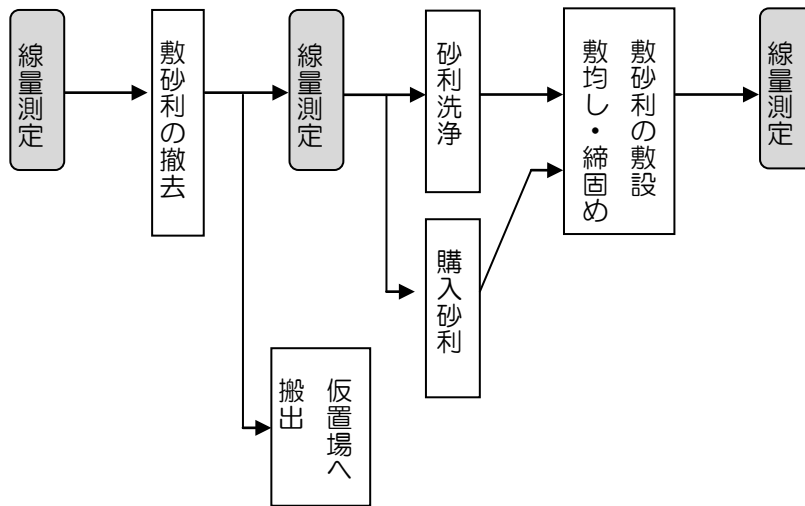 線量測定
敷砂利の撤去
線量測定
砂利洗浄
敷砂利の敷設
敷均し・締固め
線量測定
購入砂利
仮置場へ
搬出